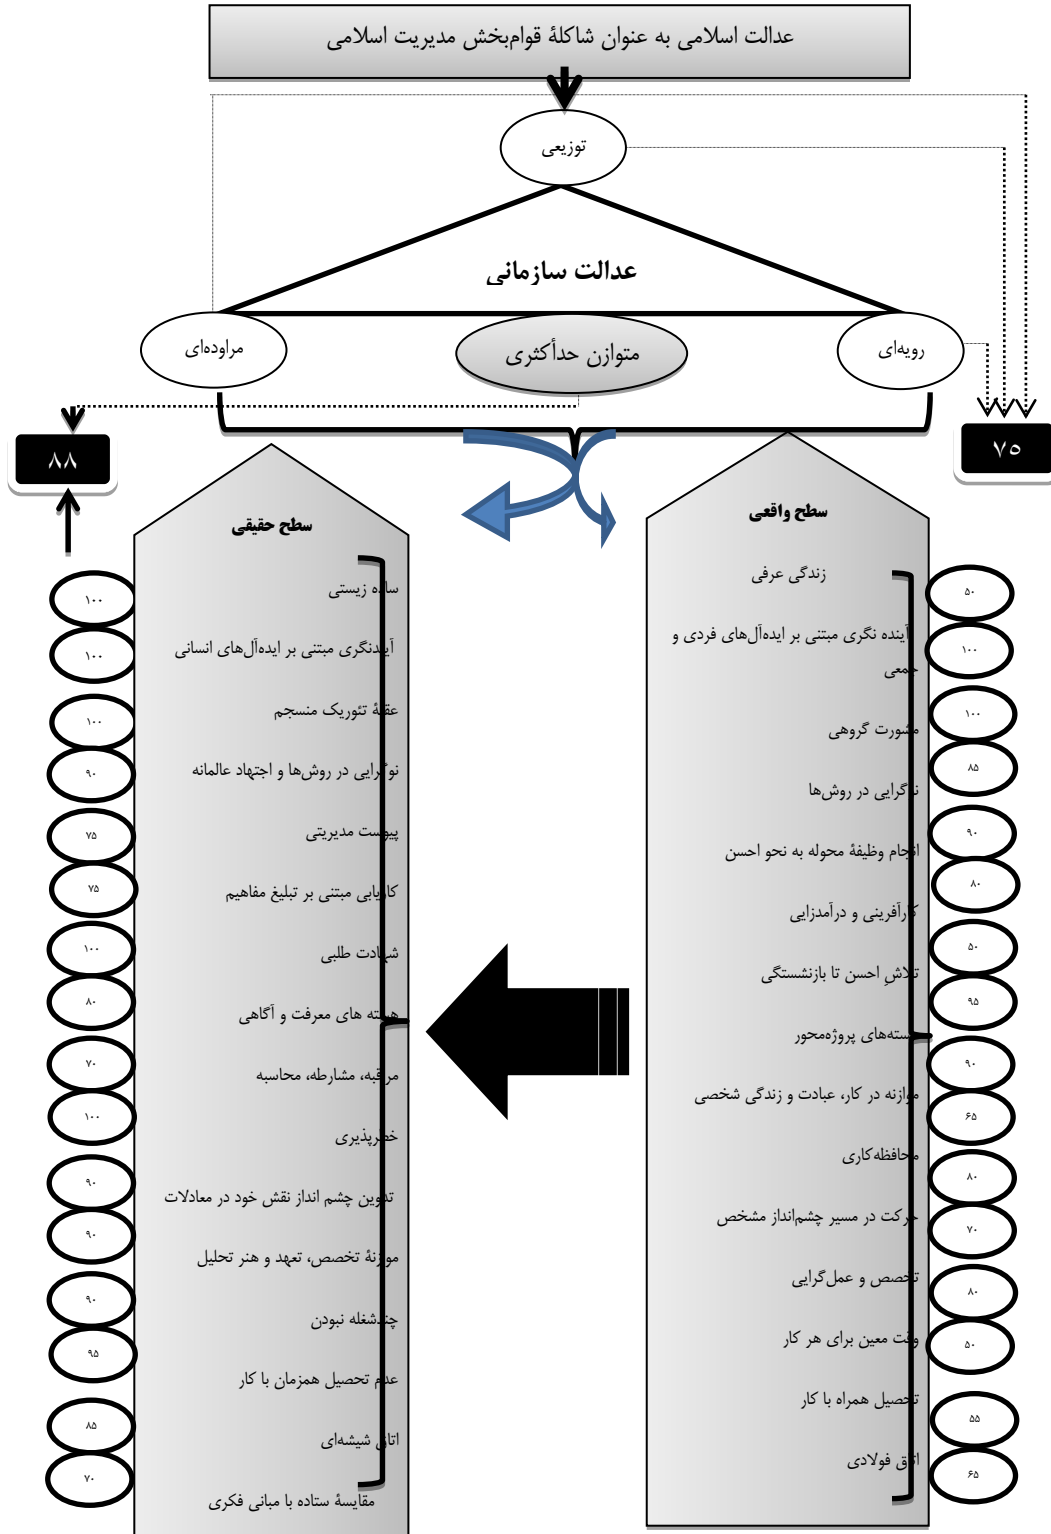 عدالت اسلامی به عنوان شاکلهٔ قوام‌بخش مدیریت اسلامی
توزیعی
عدالت سازمانی
رویه‌ای
متوازن حدأکثری
مراوده‌ای
۷۵
۸۸
سطح واقعی
زندگی عرفی
آینده نگری مبتنی بر ایده‌آل‌های فردی و
جمعی
مشورت گروهی
نوگرایی در روش‌ها
انجام وظیفهٔ محوله به نحو احسن
کارآفرینی و درآمدزایی
تلاشِ احسن تا بازنشستگی
هسته‌های پروژه‌محور
موازنه در کار، عبادت و زندگی شخصی
محافظه‌کاری
حرکت در مسیر چشم‌انداز مشخص
تخصص و عمل‌گرایی
وقت معین برای هر کار
تحصیل همراه با کار
اتاق فولادی
۵۰
۱۰۰
۱۰۰
۸۵
۹۰
۸۰
۵۰
۹۵
۹۰
۶۵
۸۰
۷۰
۸۰
۵۰
۵۵
۶۵
سطح حقیقی
ساده زیستی
آیندنگری مبتنی بر ایده‌آل‌های انسانی
عقبهٔ تئوریک منسجم
نوگرایی در روش‌ها و اجتهاد عالمانه
پیوست مدیریتی
کاریابی مبتنی بر تبلیغ مفاهیم
شهادت طلبی
هسته های معرفت و آگاهی
مراقبه، مشارطه، محاسبه
خطرپذیری
تدوین چشم انداز نقش خود در معادلات
موازنهٔ تخصص، تعهد و هنر تحلیل
چندشغله نبودن
عدم تحصیل همزمان با کار
اتاق شیشه‌ای
مقایسهٔ ستاده با مبانی فکری
۱۰۰
۱۰۰
۱۰۰
۹۰
۷۵
۷۵
۱۰۰
۸۰
۷۰
۱۰۰
۹۰
۹۰
۹۰
۹۵
۸۵
۷۰